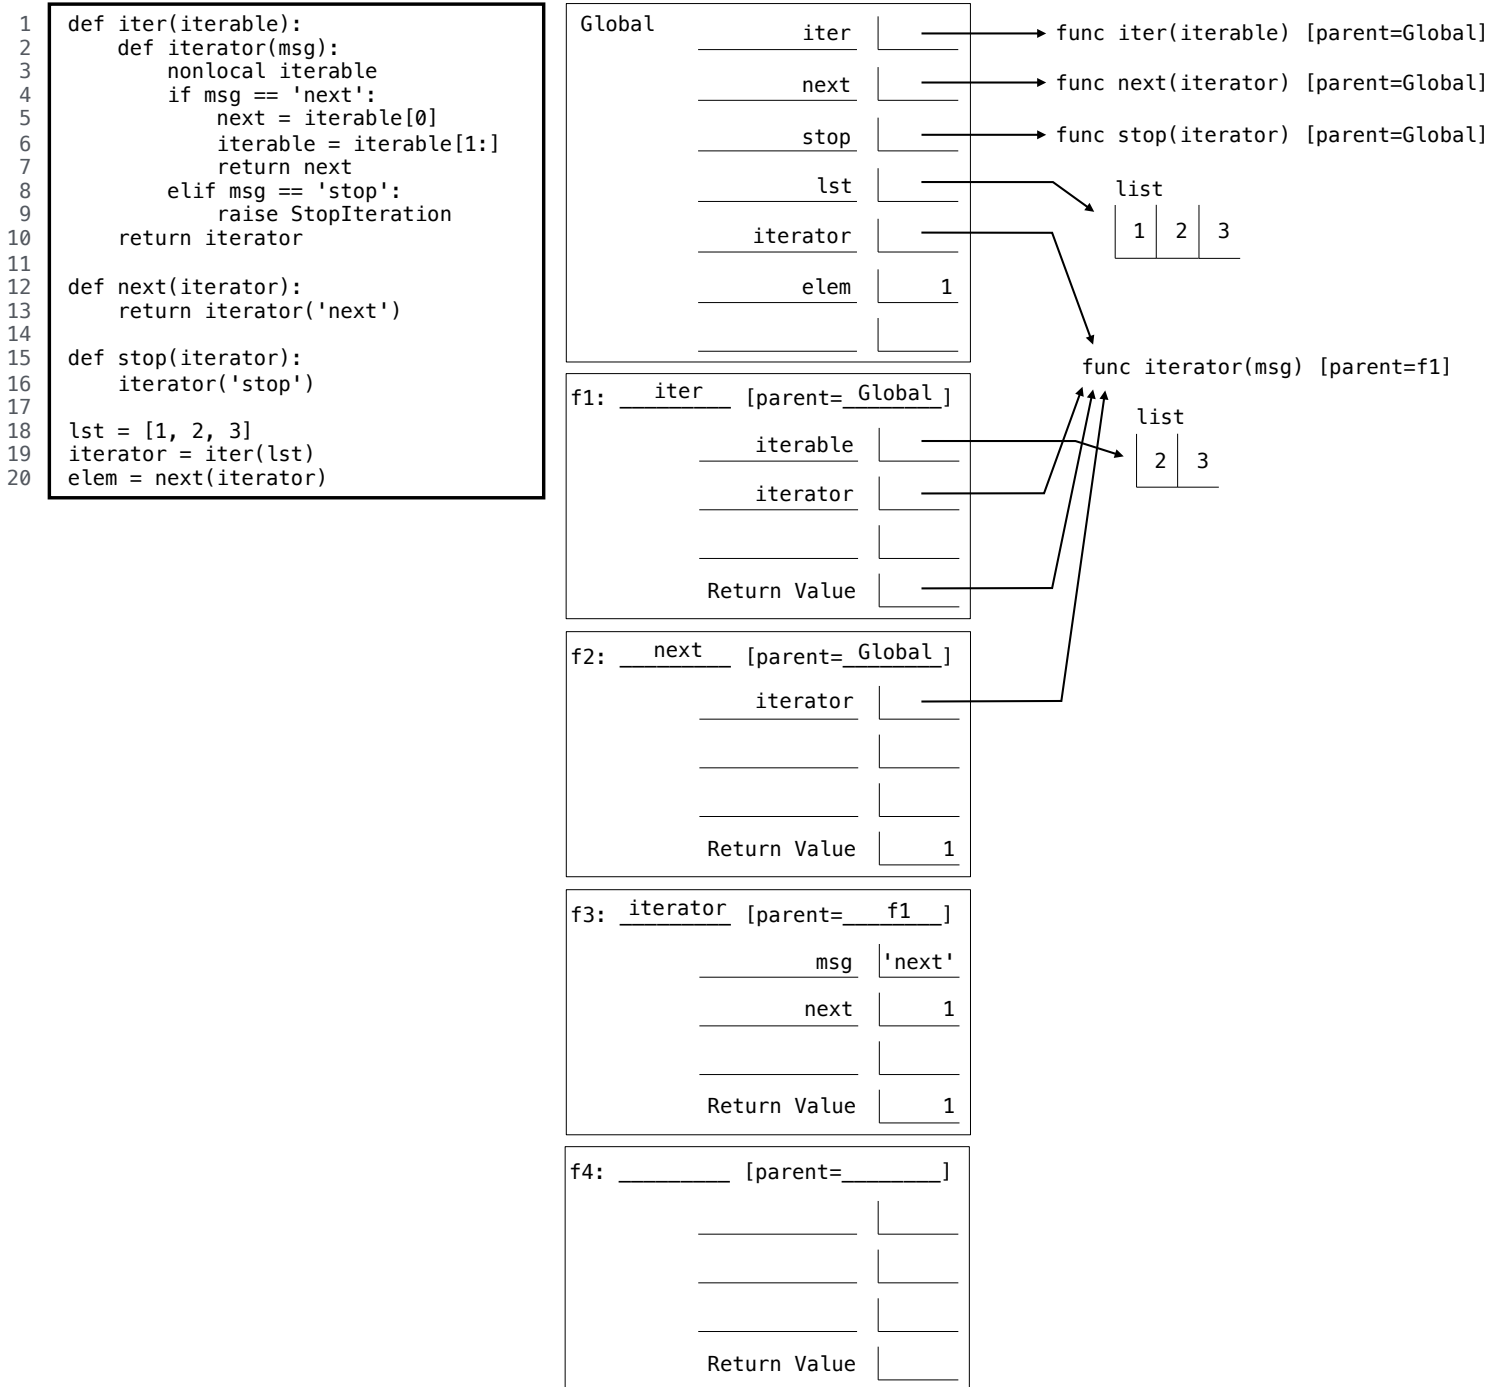 1 def iter(iterable):
2     def iterator(msg):
3         nonlocal iterable
4         if msg == 'next':
5             next = iterable[0]
6             iterable = iterable[1:]
7             return next
8         elif msg == 'stop':
9             raise StopIteration
10     return iterator
11
12 def next(iterator):
13     return iterator('next')
14
15 def stop(iterator):
16     iterator('stop')
17
18 lst = [1, 2, 3]
19 iterator = iter(lst)
20 elem = next(iterator)
Global
iter
func iter(iterable) [parent=Global]
next
func next(iterator) [parent=Global]
stop
func stop(iterator) [parent=Global]
lst
list
1 2 3
iterator
elem 1
func iterator(msg) [parent=f1]
f1: iter [parent=Global]
list
iterable
2 3
iterator
Return Value
f2: next [parent=Global]
iterator
Return Value 1
f3: iterator [parent=f1]
msg 'next'
next 1
Return Value 1
f4: _________ [parent=________]
Return Value